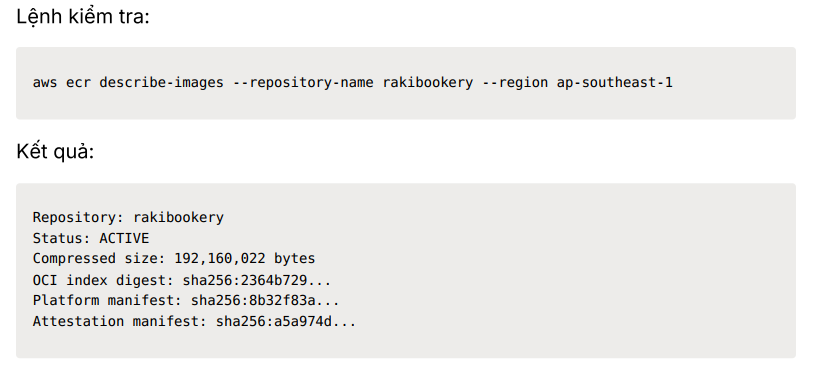 Lệnh kiểm tra:
aws ecr describe-images --repository-name rakibookery --region ap-southeast-1
Kết quả:
Repository: rakibookery
Status: ACTIVE
Compressed size: 192,160,022 bytes
OCI index digest: sha256:2364b729...
Platform manifest: sha256:8b32f83a...
Attestation manifest: sha256:a5a974d...